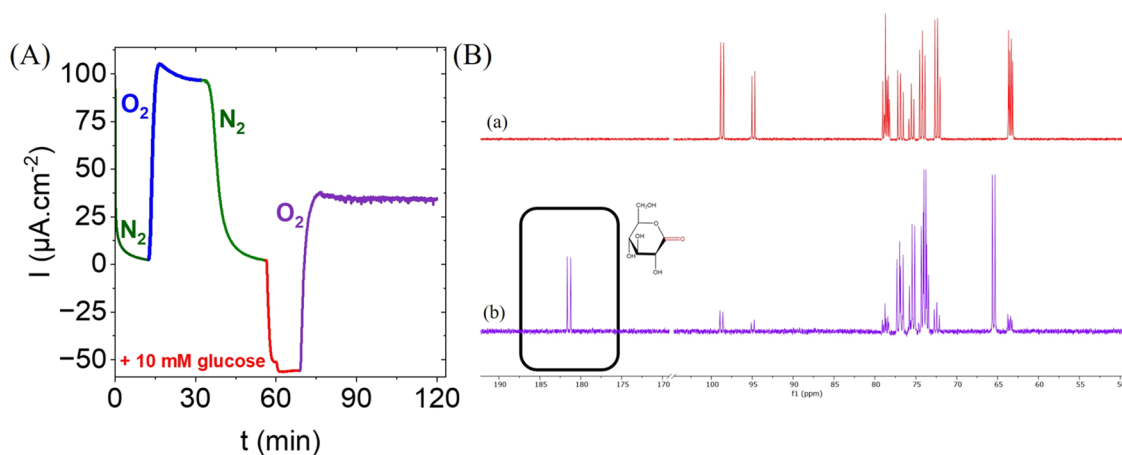 (A)
I (µA.cm⁻²)
100
75
50
25
0
−25
−50
O₂
N₂
N₂
O₂
+ 10 mM glucose
0
30
60
90
120
t (min)
(B)
(a)
(b)
CH₂OH
O
OH
O
OH
OH
190
185
180
175
170
100
95
90
85
80
75
70
65
60
55
50
f1 (ppm)